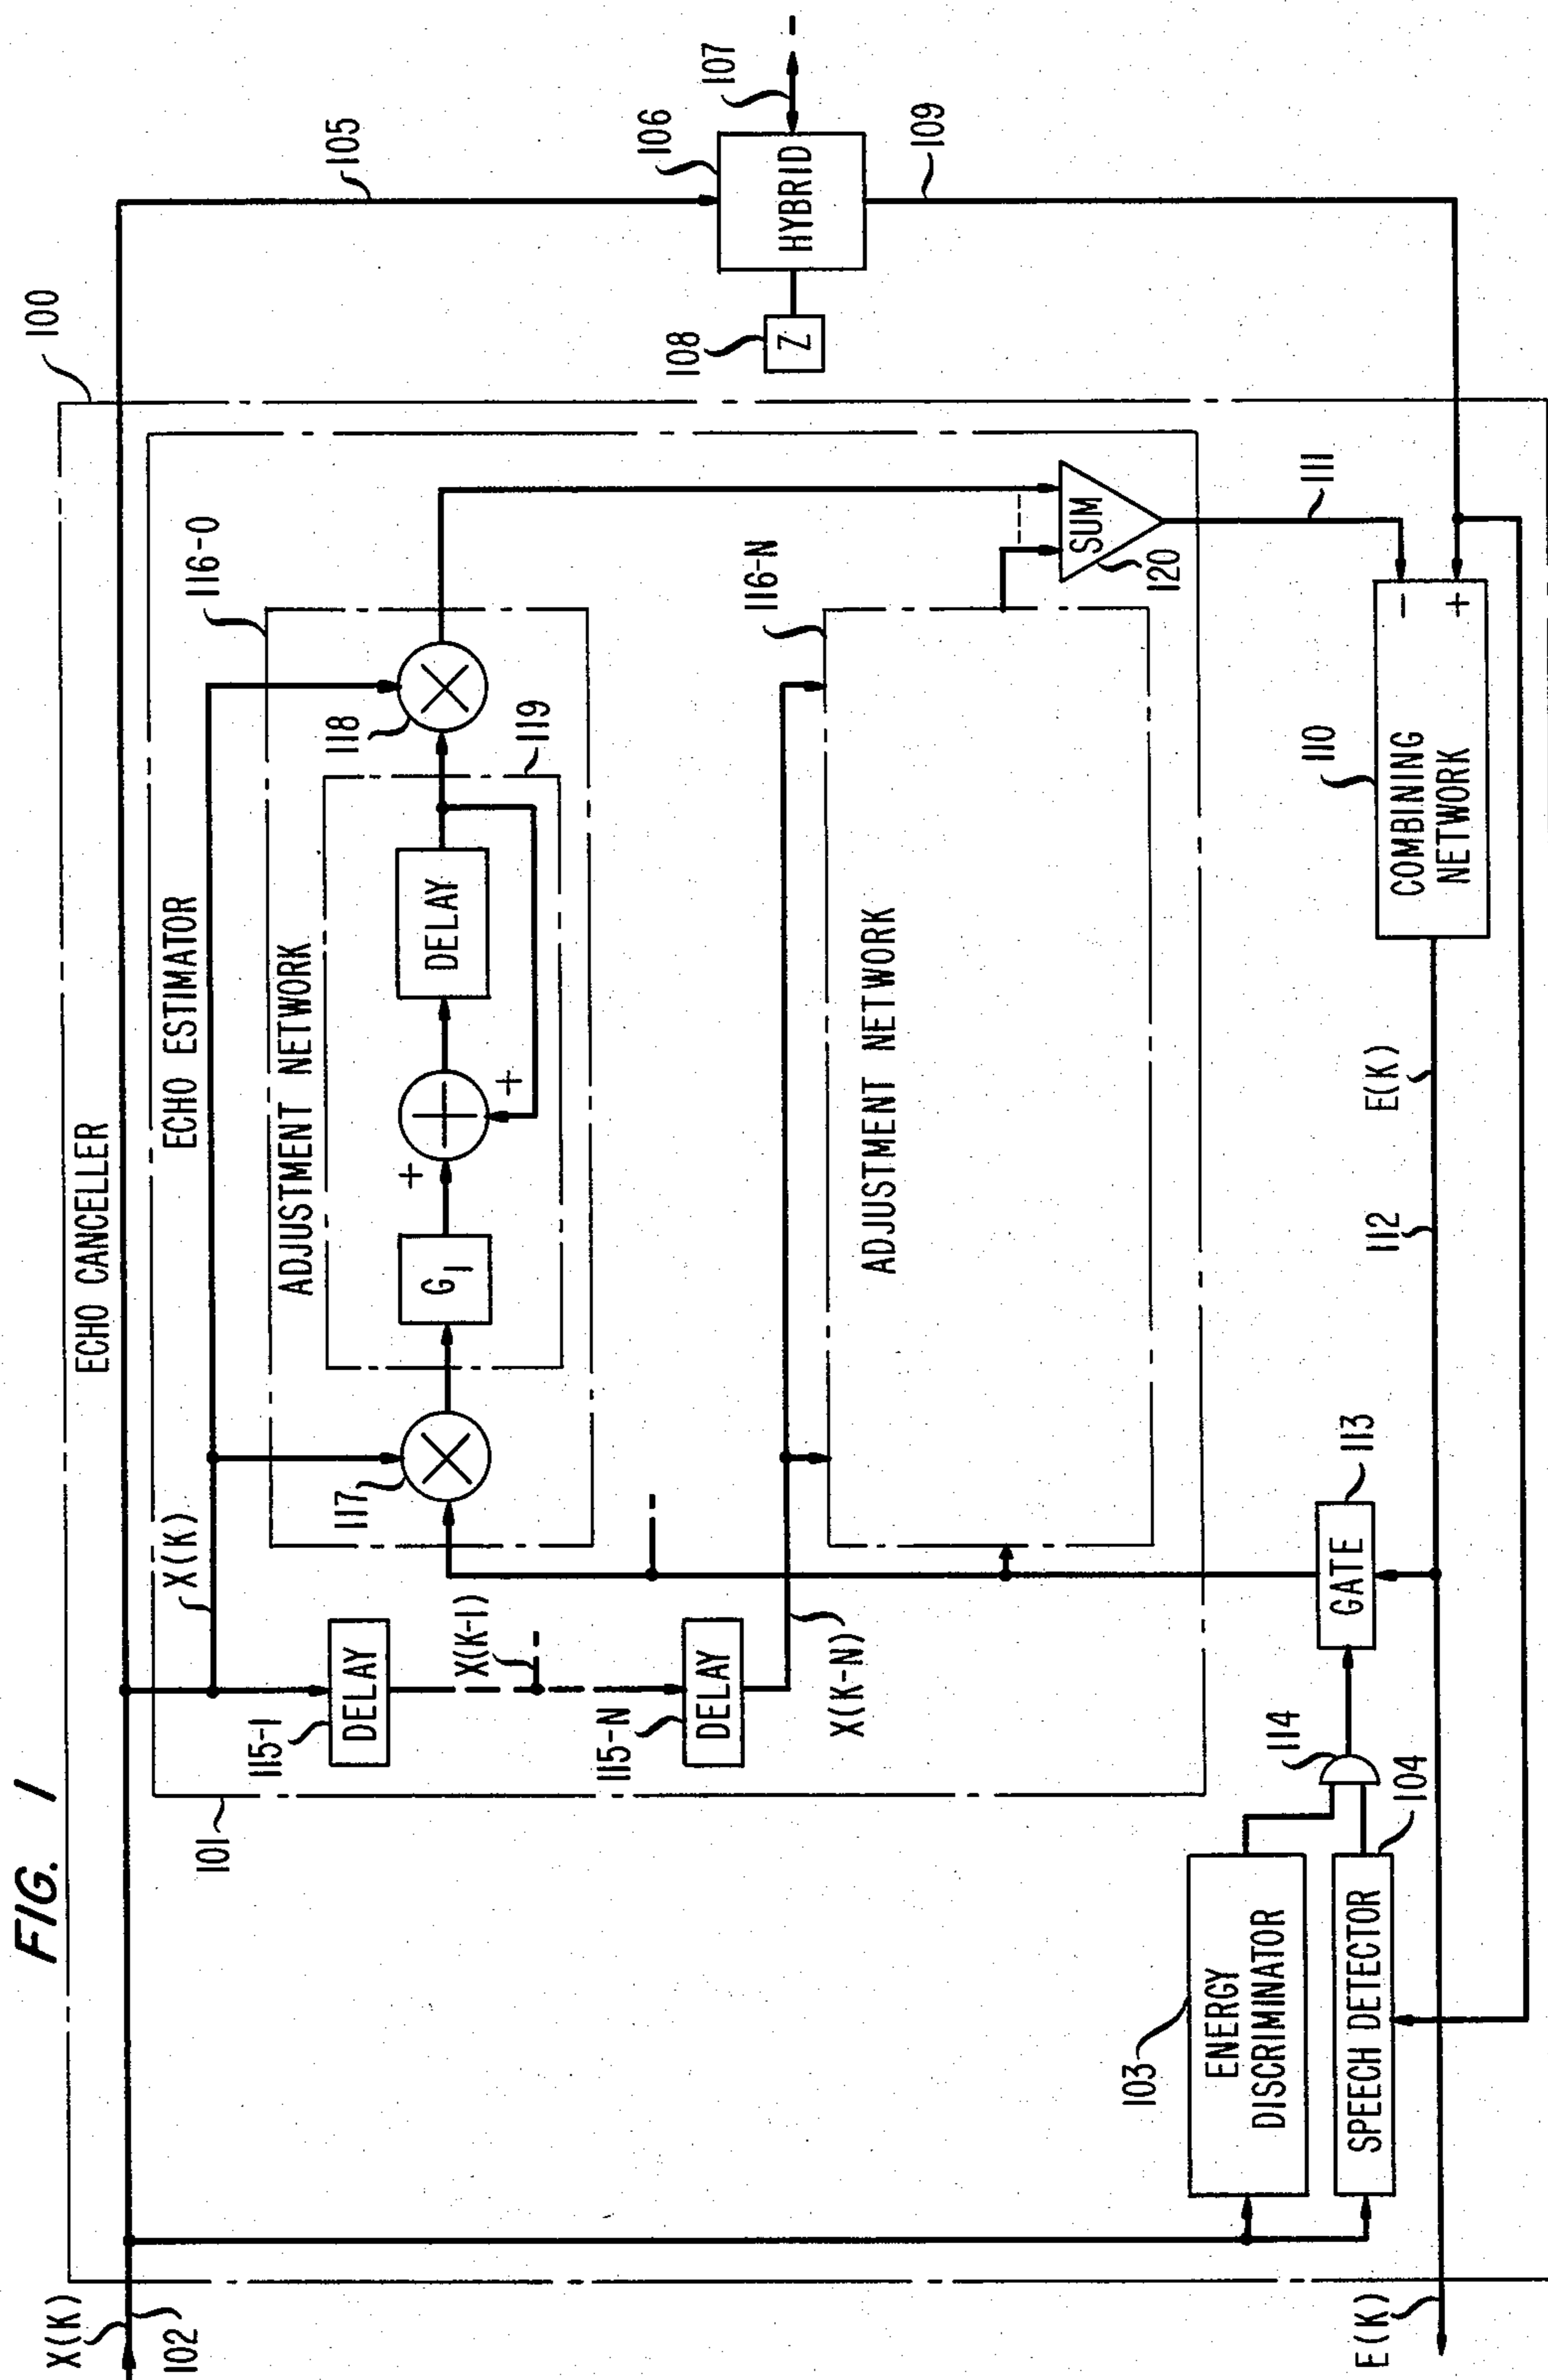 FIG. 1
X(K)
102
ECHO CANCELLER
100
105
ECHO ESTIMATOR
101
X(K)
115-1
DELAY
X(K-1)
115-N
DELAY
X(K-N)
ADJUSTMENT NETWORK
116-0
117
G1
+
+
DELAY
119
118
ADJUSTMENT NETWORK
116-N
SUM
120
111
106
HYBRID
107
108
Z
109
103
ENERGY
DISCRIMINATOR
SPEECH DETECTOR
104
114
GATE
113
112
E(K)
110
COMBINING
NETWORK
-
+
E(K)